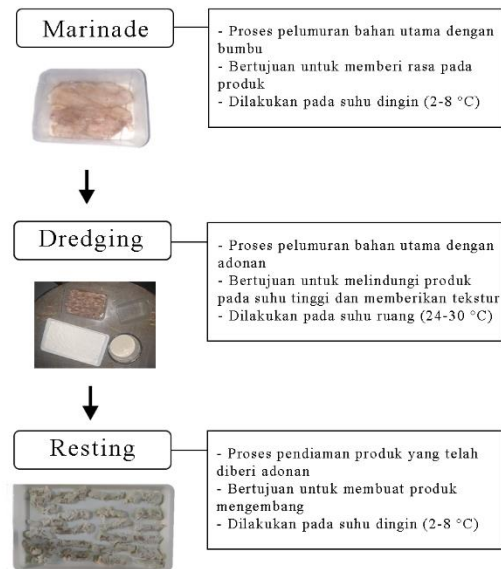 Marinade
- Proses pelumuran bahan utama dengan
bumbu
- Bertujuan untuk memberi rasa pada
produk
- Dilakukan pada suhu dingin (2-8 °C)
Dredging
- Proses pelumuran bahan utama dengan
adonan
- Bertujuan untuk melindungi produk
pada suhu tinggi dan memberikan tekstur
- Dilakukan pada suhu ruang (24-30 °C)
Resting
- Proses pendiaman produk yang telah
diberi adonan
- Bertujuan untuk membuat produk
mengembang
- Dilakukan pada suhu dingin (2-8 °C)